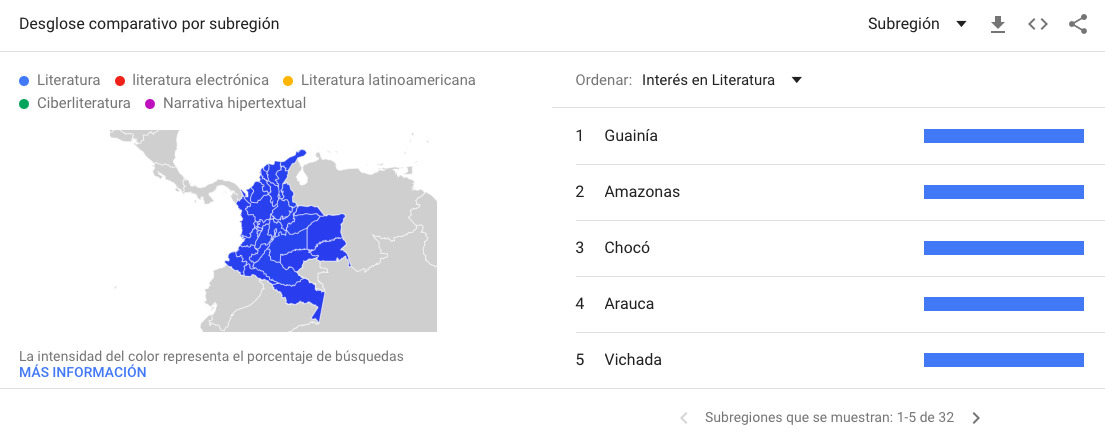 Desglose comparativo por subregión
Subregión
Literatura
literatura electrónica
Literatura latinoamericana
Ciberliteratura
Narrativa hipertextual
La intensidad del color representa el porcentaje de búsquedas
MÁS INFORMACIÓN
Ordenar: Interés en Literatura
1 Guainía
2 Amazonas
3 Chocó
4 Arauca
5 Vichada
Subregiones que se muestran: 1-5 de 32